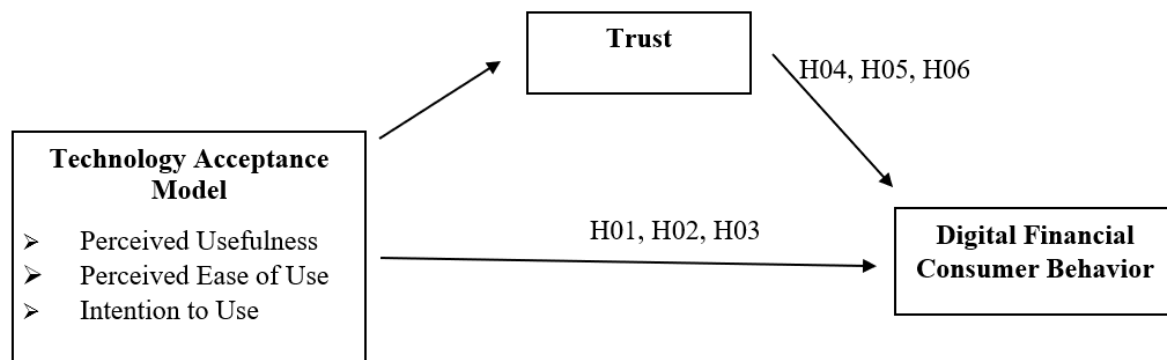 Trust
H04, H05, H06
Technology Acceptance
Model
➢ Perceived Usefulness
➢ Perceived Ease of Use
➢ Intention to Use
H01, H02, H03
Digital Financial
Consumer Behavior